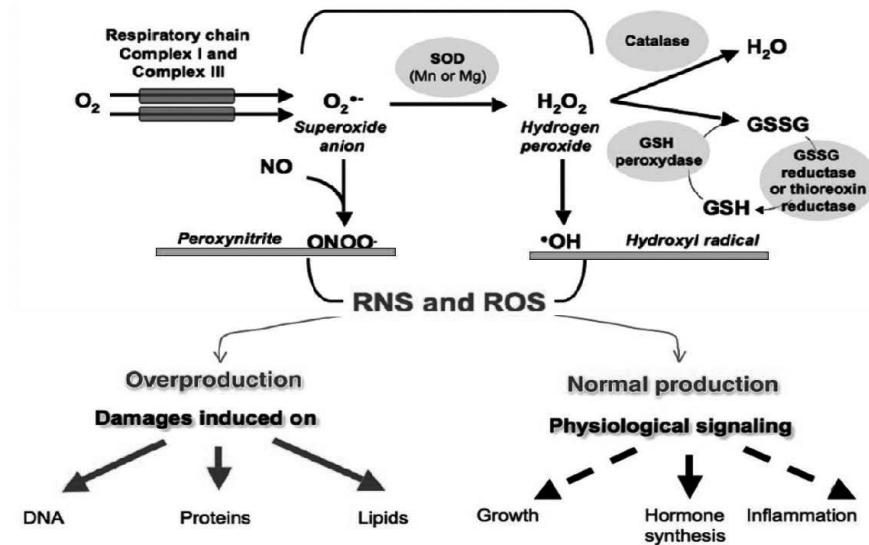 Respiratory chain
Complex I and
Complex III
O₂
O₂•-
Superoxide
anion
SOD
(Mn or Mg)
H₂O₂
Hydrogen
peroxide
Catalase
H₂O
GSSG
GSH
peroxydase
GSSG
reductase
or thioreoxin
reductase
GSH
NO
Peroxynitrite
ONOO-
•OH
Hydroxyl radical
RNS and ROS
Overproduction
Damages induced on
DNA
Proteins
Lipids
Normal production
Physiological signaling
Growth
Hormone
synthesis
Inflammation